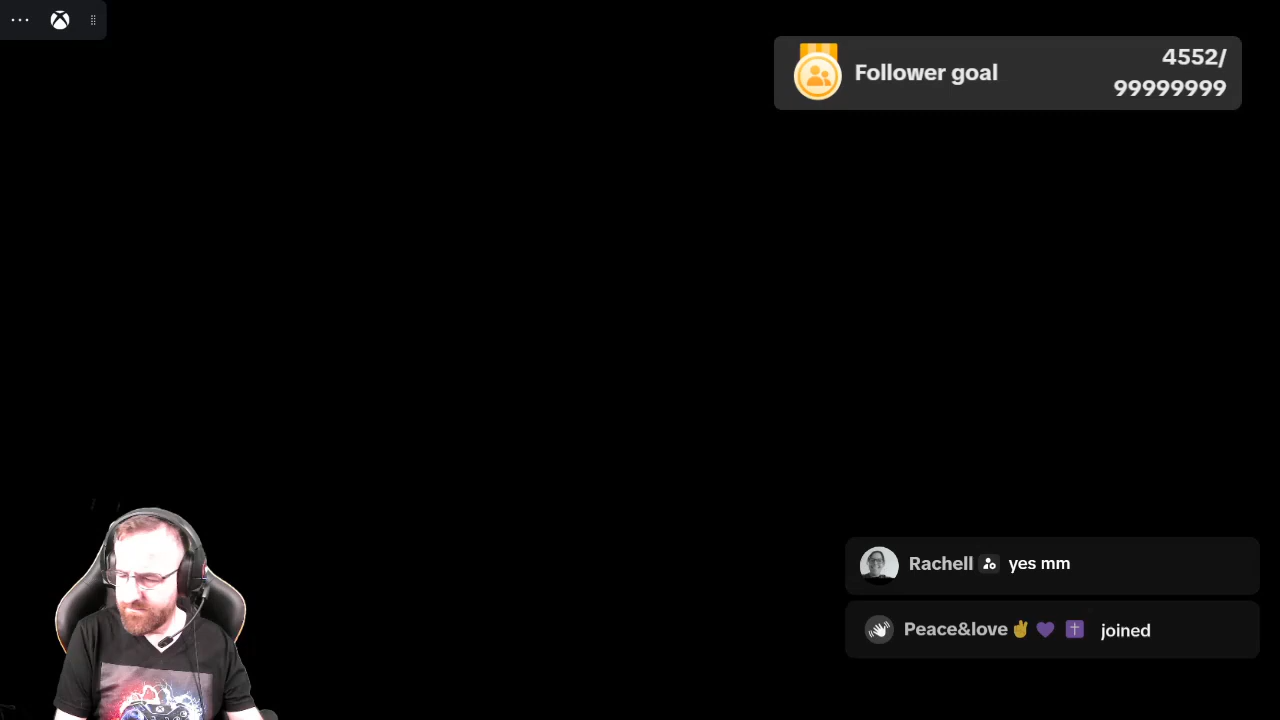 Follower goal
4552/
99999999
Rachell yes mm
Peace&love✌️💜✝️ joined